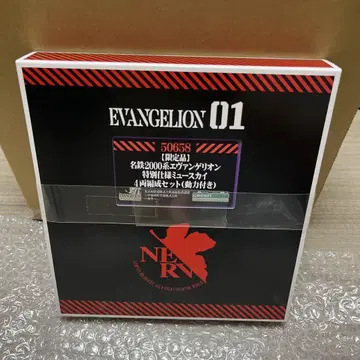 EVANGELION 01
50658
【限定品】
名鉄2000系エヴァンゲリオン
特別仕様ミュースカイ
4両編成セット(動力付き)
NERV